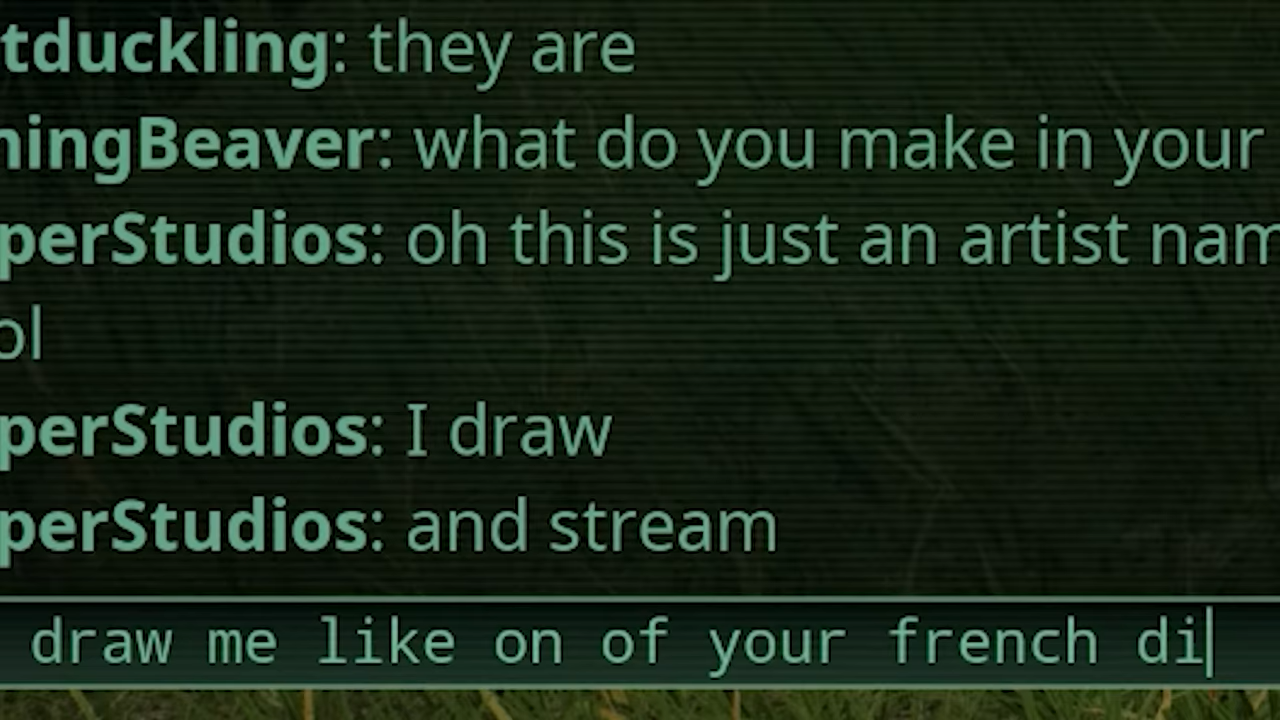 tduckling: they are
ningBeaver: what do you make in your
perStudios: oh this is just an artist nam
ol
perStudios: I draw
perStudios: and stream
draw me like on of your french di